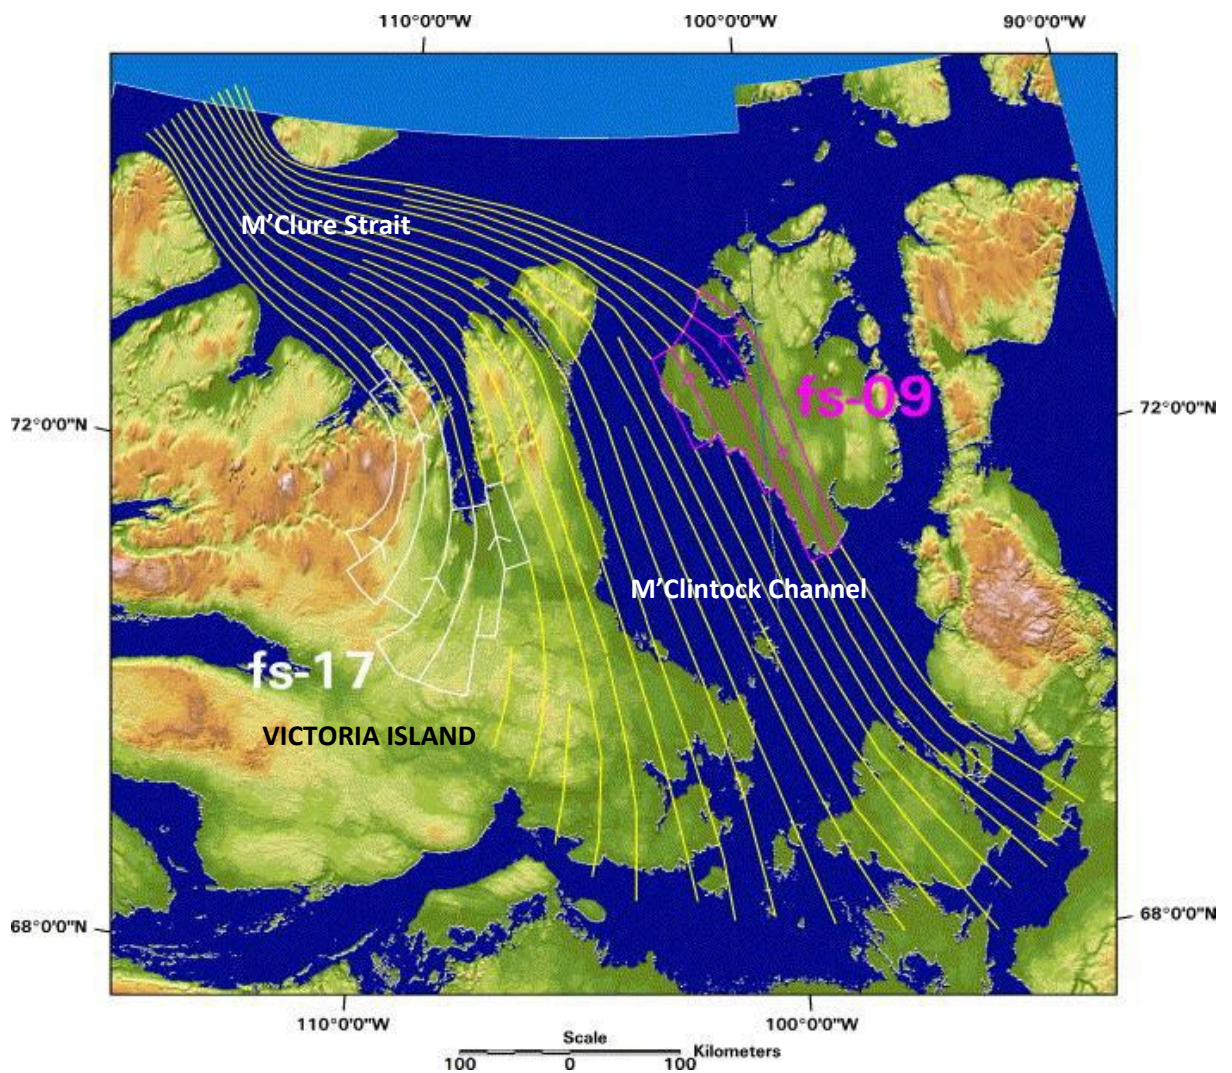 110°0'0"W 100°0'0"W 90°0'0"W
M'Clure Strait
fs-09
72°0'0"N 72°0'0"N
M'Clintock Channel
fs-17
VICTORIA ISLAND
68°0'0"N 68°0'0"N
110°0'0"W 100°0'0"W
Scale
Kilometers
100 0 100